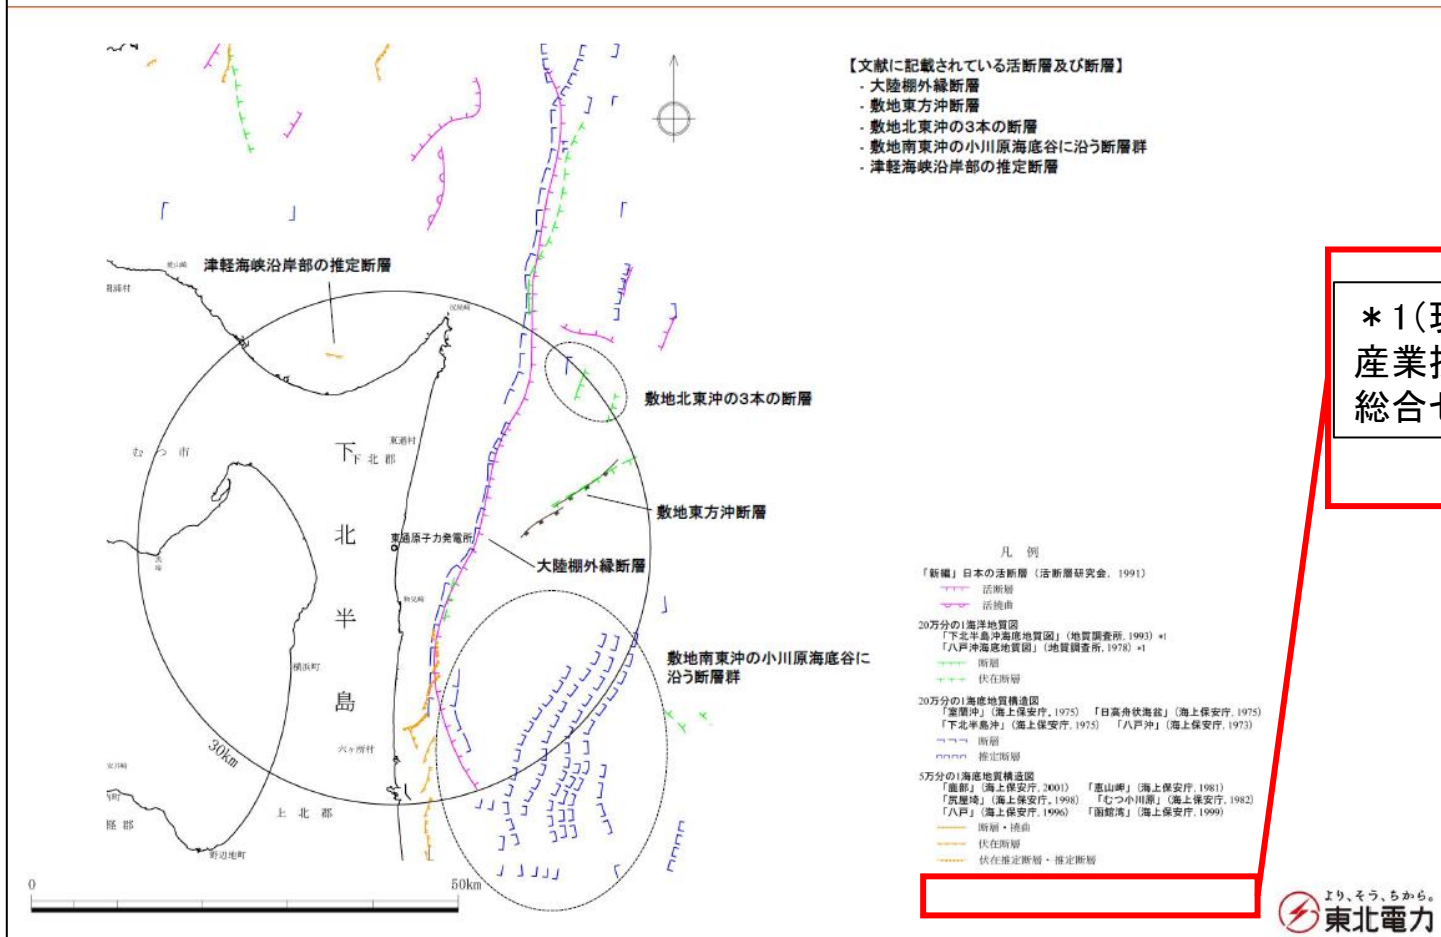 【文献に記載されている活断層及び断層】
- 大陸棚外縁断層
- 敷地東方沖断層
- 敷地北東沖の3本の断層
- 敷地南東沖の小川原海底谷に沿う断層群
- 津軽海峡沿岸部の推定断層
津軽海峡沿岸部の推定断層
尻屋崎
＊1(
産業技
総合セ
敷地北東沖の3本の断層
むつ市
下北半島
東通村
下北郡
敷地東方沖断層
東通原子力発電所
大陸棚外縁断層
敷地南東沖の小川原海底谷に
沿う断層群
横浜町
六ヶ所村
30km
上北郡
野辺地町
0
50km
凡 例
「新編」日本の活断層（活断層研究会, 1991）
活断層
活撓曲
20万分の1海洋地質図
「下北半島沖海底地質図」（地質調査所, 1993）*1
「八戸沖海底地質図」（地質調査所, 1978）*1
断層
伏在断層
20万分の1海底地質構造図
「室蘭沖」（海上保安庁, 1975） 「日高舟状海盆」（海上保安庁, 1975）
「下北半島沖」（海上保安庁, 1975） 「八戸沖」（海上保安庁, 1973）
断層
推定断層
5万分の1海底地質構造図
「鹿部」（海上保安庁, 2001） 「恵山岬」（海上保安庁, 1981）
「尻屋埼」（海上保安庁, 1998） 「むつ小川原」（海上保安庁, 1982）
「八戸」（海上保安庁, 1996） 「函館湾」（海上保安庁, 1999）
断層・撓曲
伏在断層
伏在推定断層・推定断層
より、そう、ちから。
東北電力